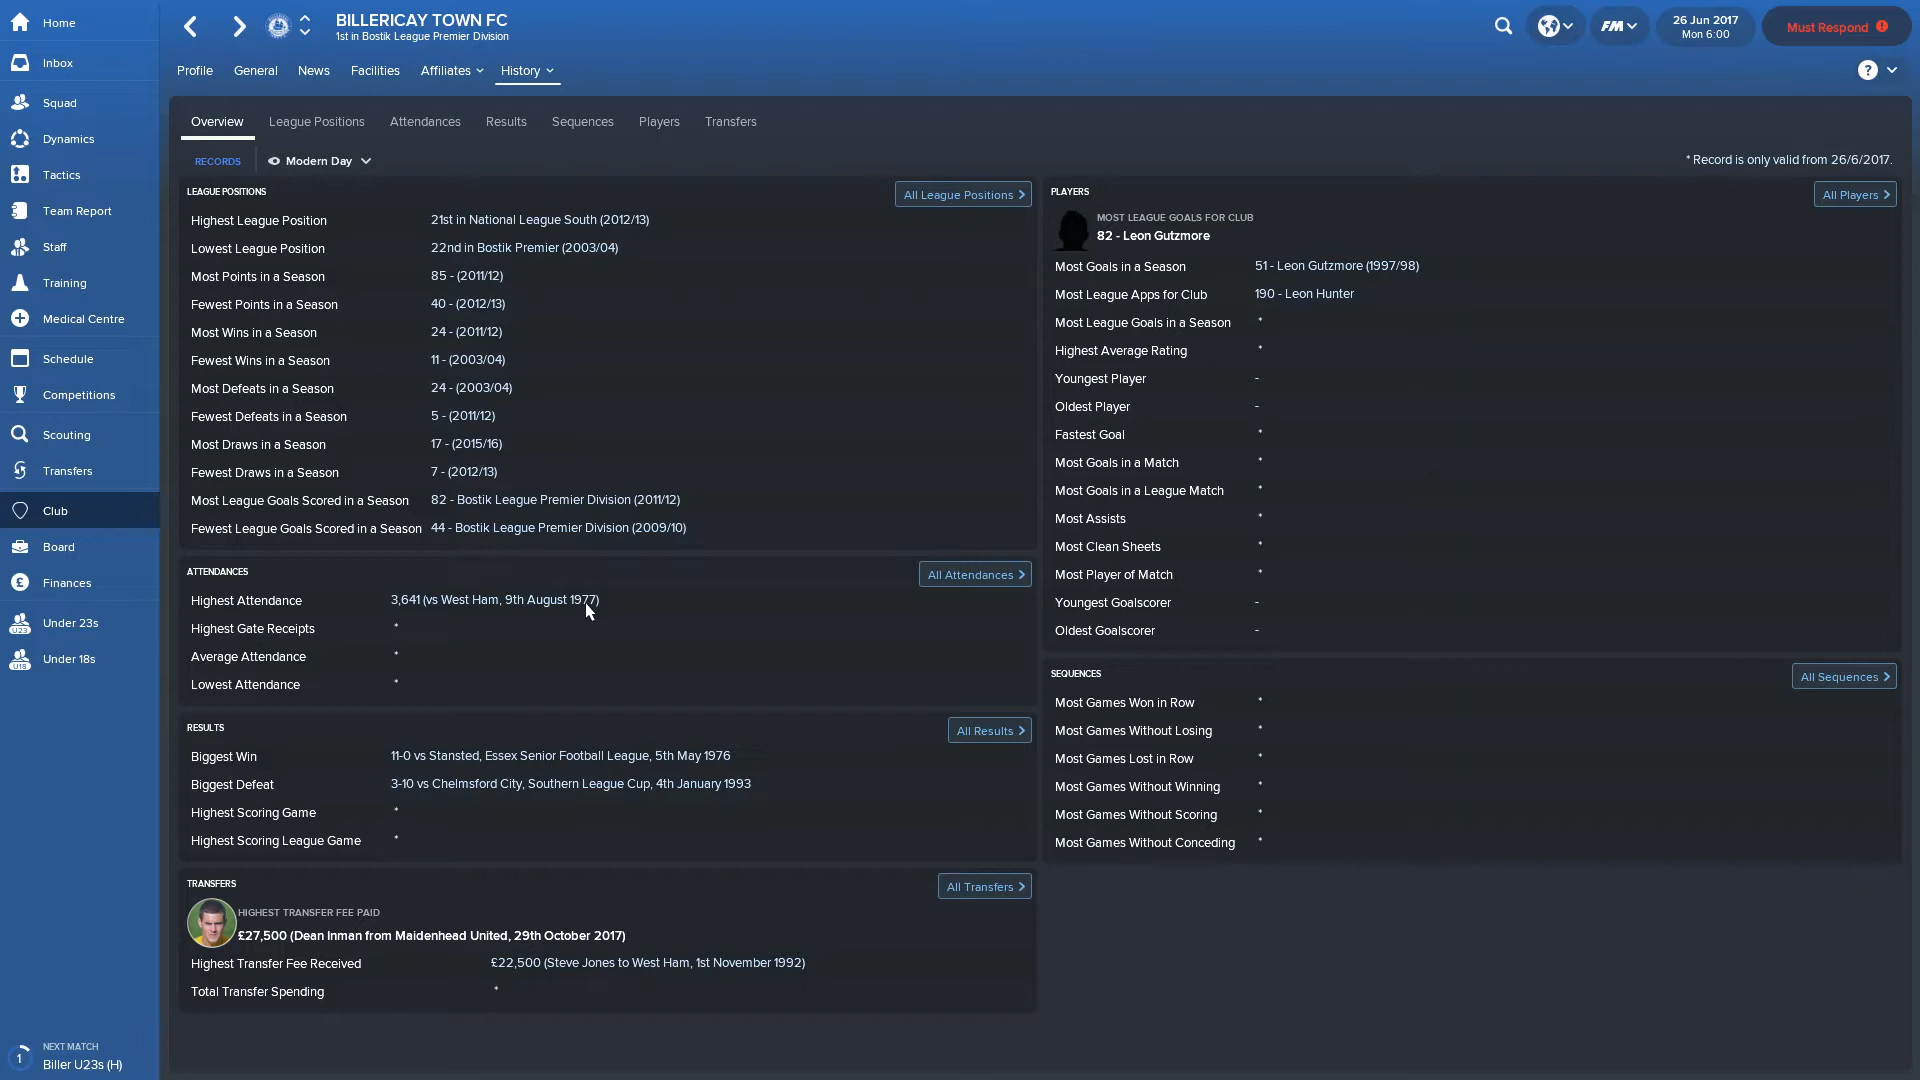 Home
Inbox
Squad
Dynamics
Tactics
Team Report
Staff
Training
Medical Centre
Schedule
Competitions
Scouting
Transfers
Club
Board
Finances
U23
Under 23s
U18
Under 18s
1
NEXT MATCH
Biller U23s (H)
BILLERICAY TOWN FC
1st in Bostik League Premier Division
FM
26 Jun 2017
Mon 6:00
Must Respond
Profile General News Facilities Affiliates History
?
Overview League Positions Attendances Results Sequences Players Transfers
RECORDS Modern Day
* Record is only valid from 26/6/2017.
LEAGUE POSITIONS
All League Positions
Highest League Position 21st in National League South (2012/13)
Lowest League Position 22nd in Bostik Premier (2003/04)
Most Points in a Season 85 - (2011/12)
Fewest Points in a Season 40 - (2012/13)
Most Wins in a Season 24 - (2011/12)
Fewest Wins in a Season 11 - (2003/04)
Most Defeats in a Season 24 - (2003/04)
Fewest Defeats in a Season 5 - (2011/12)
Most Draws in a Season 17 - (2015/16)
Fewest Draws in a Season 7 - (2012/13)
Most League Goals Scored in a Season 82 - Bostik League Premier Division (2011/12)
Fewest League Goals Scored in a Season 44 - Bostik League Premier Division (2009/10)
ATTENDANCES
All Attendances
Highest Attendance 3,641 (vs West Ham, 9th August 1977)
Highest Gate Receipts *
Average Attendance *
Lowest Attendance *
RESULTS
All Results
Biggest Win 11-0 vs Stansted, Essex Senior Football League, 5th May 1976
Biggest Defeat 3-10 vs Chelmsford City, Southern League Cup, 4th January 1993
Highest Scoring Game *
Highest Scoring League Game *
TRANSFERS
All Transfers
HIGHEST TRANSFER FEE PAID
£27,500 (Dean Inman from Maidenhead United, 29th October 2017)
Highest Transfer Fee Received £22,500 (Steve Jones to West Ham, 1st November 1992)
Total Transfer Spending *
PLAYERS
All Players
MOST LEAGUE GOALS FOR CLUB
82 - Leon Gutzmore
Most Goals in a Season 51 - Leon Gutzmore (1997/98)
Most League Apps for Club 190 - Leon Hunter
Most League Goals in a Season *
Highest Average Rating *
Youngest Player -
Oldest Player -
Fastest Goal *
Most Goals in a Match *
Most Goals in a League Match *
Most Assists *
Most Clean Sheets *
Most Player of Match *
Youngest Goalscorer -
Oldest Goalscorer -
SEQUENCES
All Sequences
Most Games Won in Row *
Most Games Without Losing *
Most Games Lost in Row *
Most Games Without Winning *
Most Games Without Scoring *
Most Games Without Conceding *